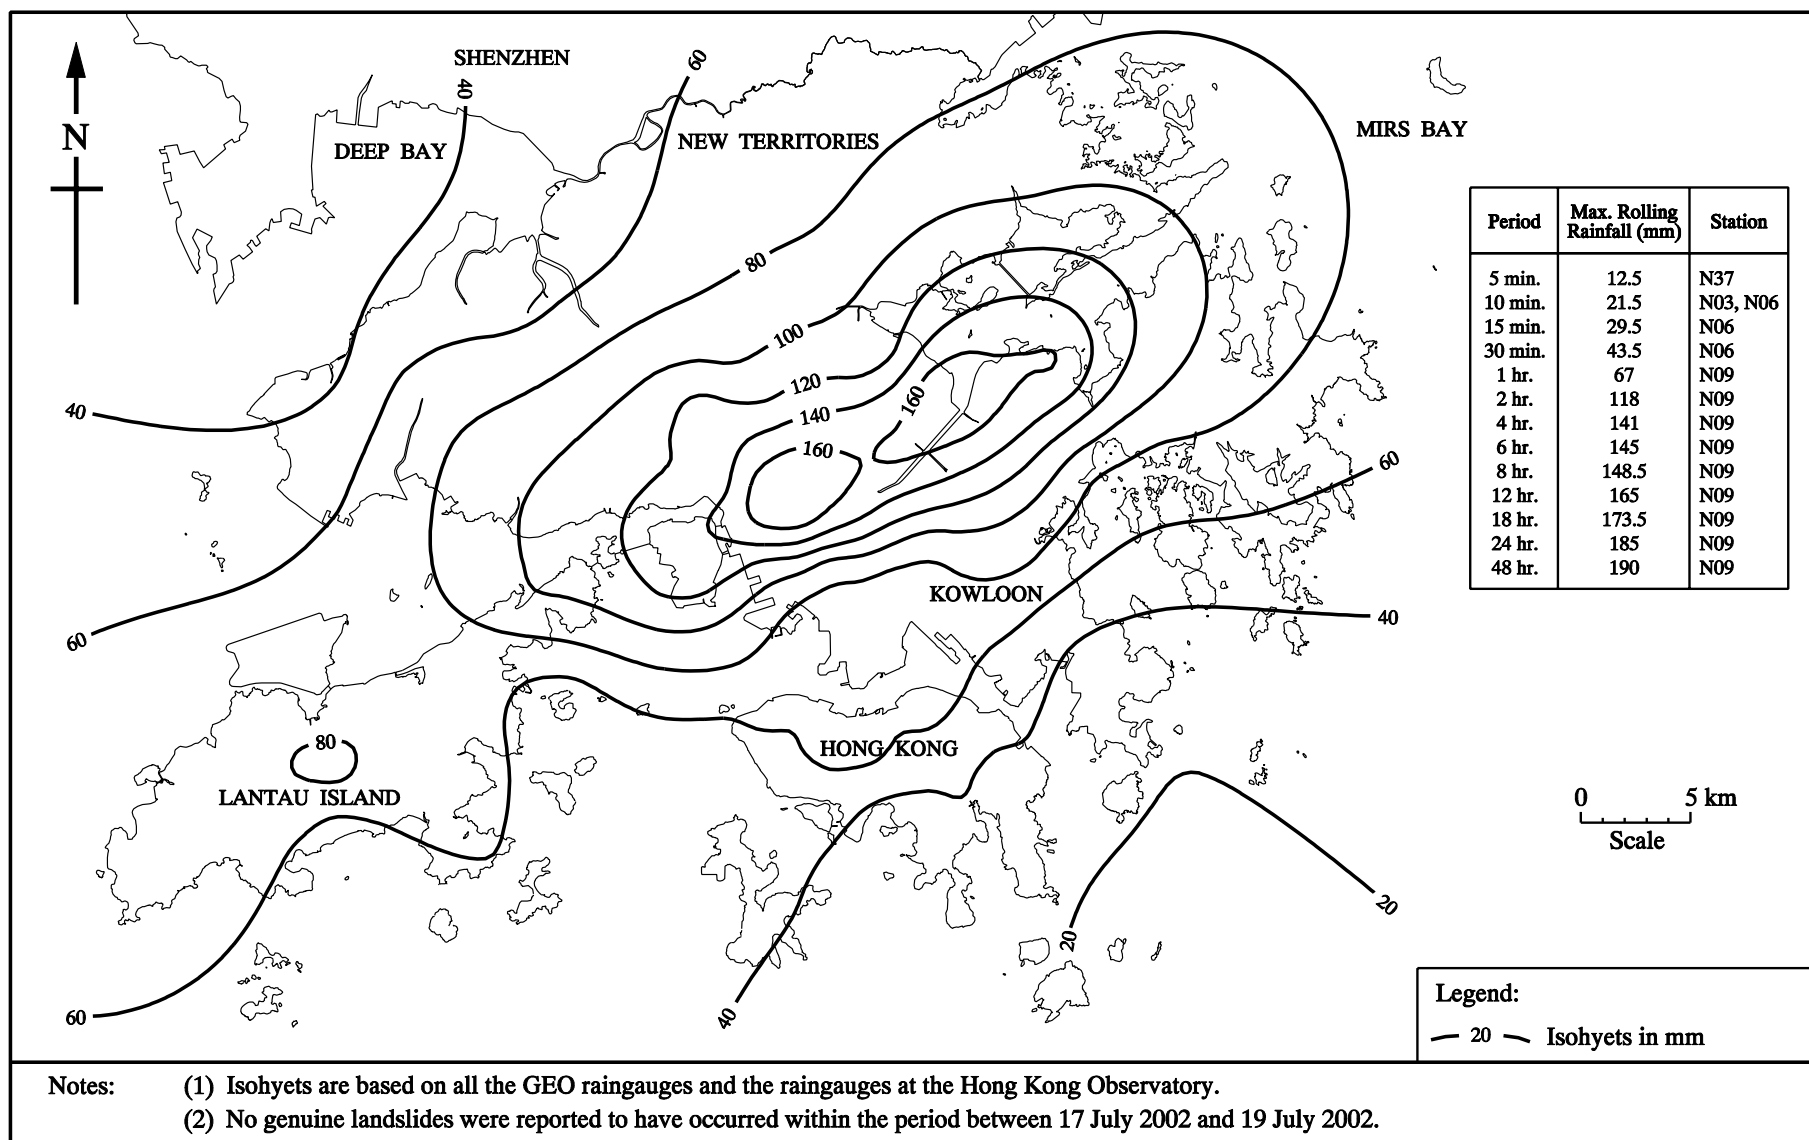 SHENZHEN
60
40
N
DEEP BAY
NEW TERRITORIES
MIRS BAY
80
100
120
140
160
160
40
60
40
60
KOWLOON
80
HONG KONG
LANTAU ISLAND
60
40
20
20
Period Max. Rolling Rainfall (mm) Station
5 min. 12.5 N37
10 min. 21.5 N03, N06
15 min. 29.5 N06
30 min. 43.5 N06
1 hr. 67 N09
2 hr. 118 N09
4 hr. 141 N09
6 hr. 145 N09
8 hr. 148.5 N09
12 hr. 165 N09
18 hr. 173.5 N09
24 hr. 185 N09
48 hr. 190 N09
0 5 km
Scale
Legend:
20 Isohyets in mm
Notes: (1) Isohyets are based on all the GEO raingauges and the raingauges at the Hong Kong Observatory.
(2) No genuine landslides were reported to have occurred within the period between 17 July 2002 and 19 July 2002.